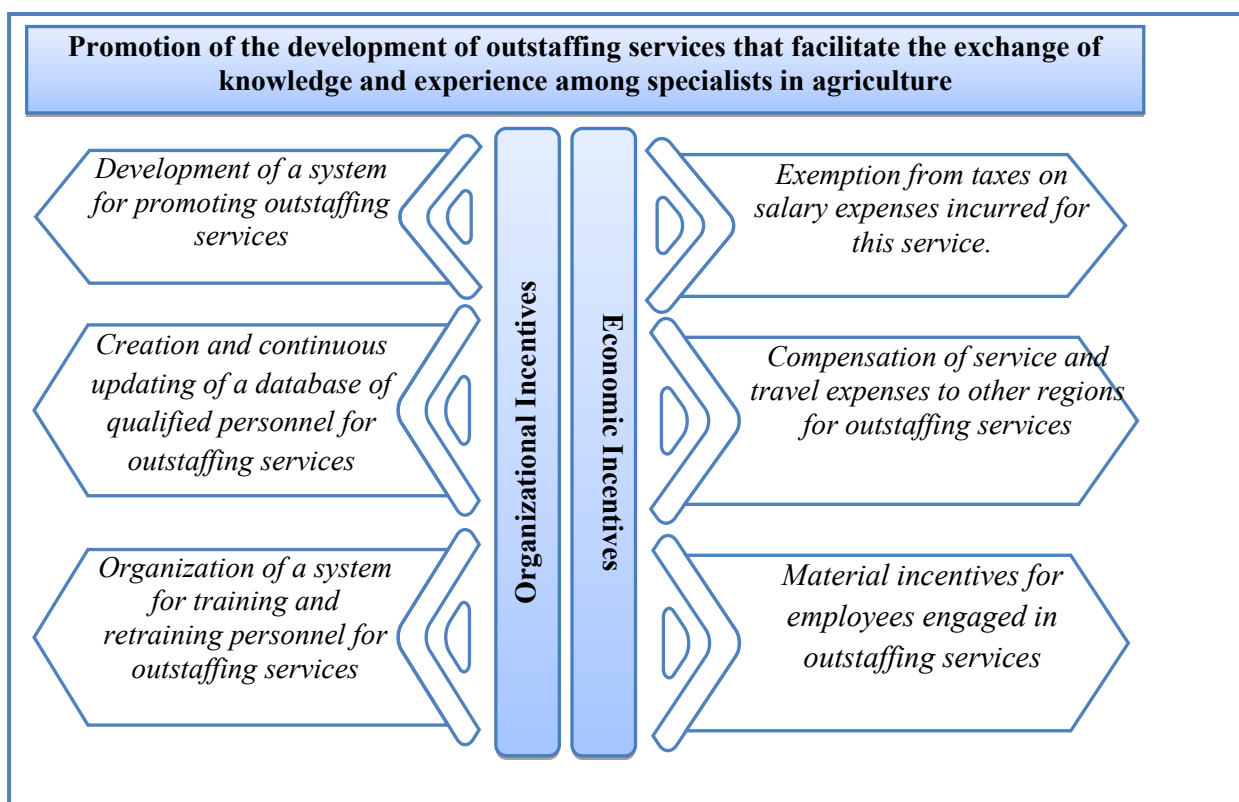 Promotion of the development of outstaffing services that facilitate the exchange of
knowledge and experience among specialists in agriculture
Development of a system
for promoting outstaffing
services
Creation and continuous
updating of a database of
qualified personnel for
outstaffing services
Organization of a system
for training and
retraining personnel for
outstaffing services
Organizational Incentives
Economic Incentives
Exemption from taxes on
salary expenses incurred for
this service.
Compensation of service and
travel expenses to other regions
for outstaffing services
Material incentives for
employees engaged in
outstaffing services